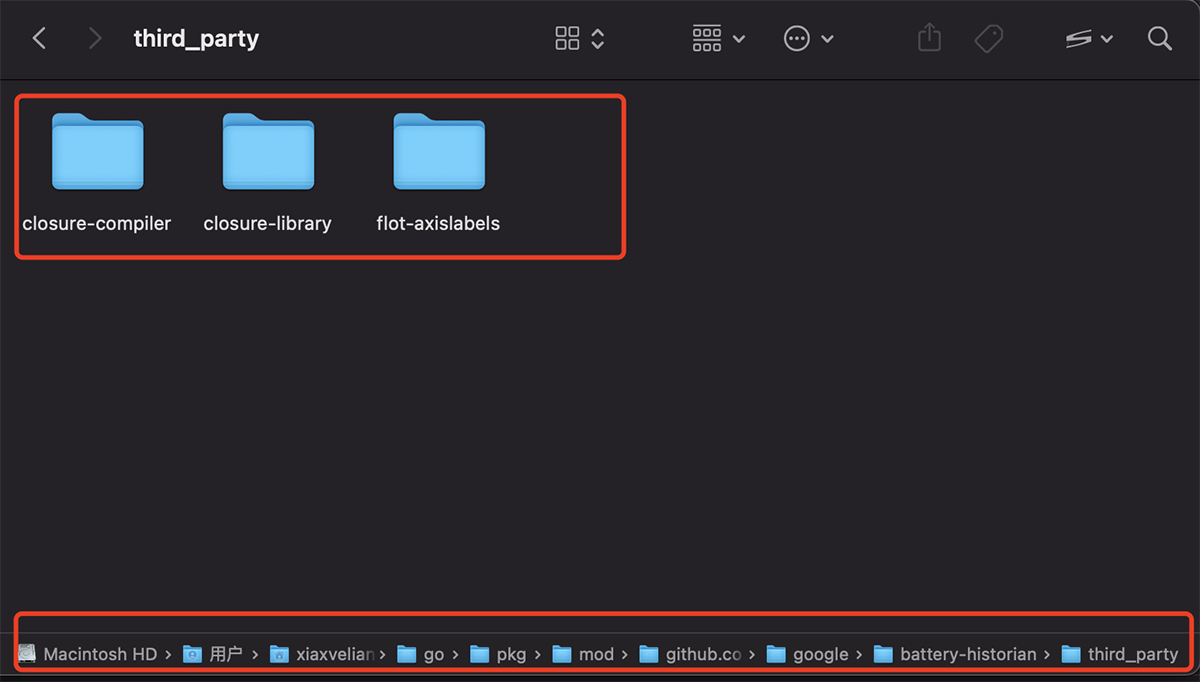 third_party
closure-compiler closure-library flot-axislabels
Macintosh HD › 用户 › xiaxvelian › go › pkg › mod › github.co › google › battery-historian › third_party